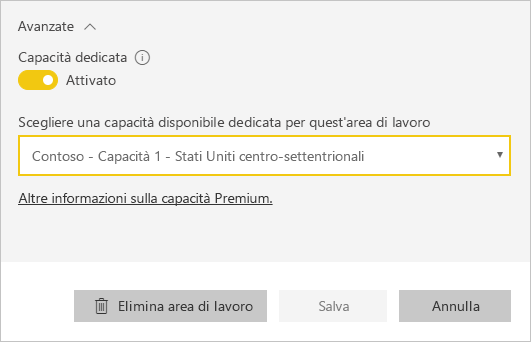 Avanzate
Capacità dedicata
Attivato
Scegliere una capacità disponibile dedicata per quest'area di lavoro
Contoso - Capacità 1 - Stati Uniti centro-settentrionali
Altre informazioni sulla capacità Premium.
Elimina area di lavoro
Salva
Annulla